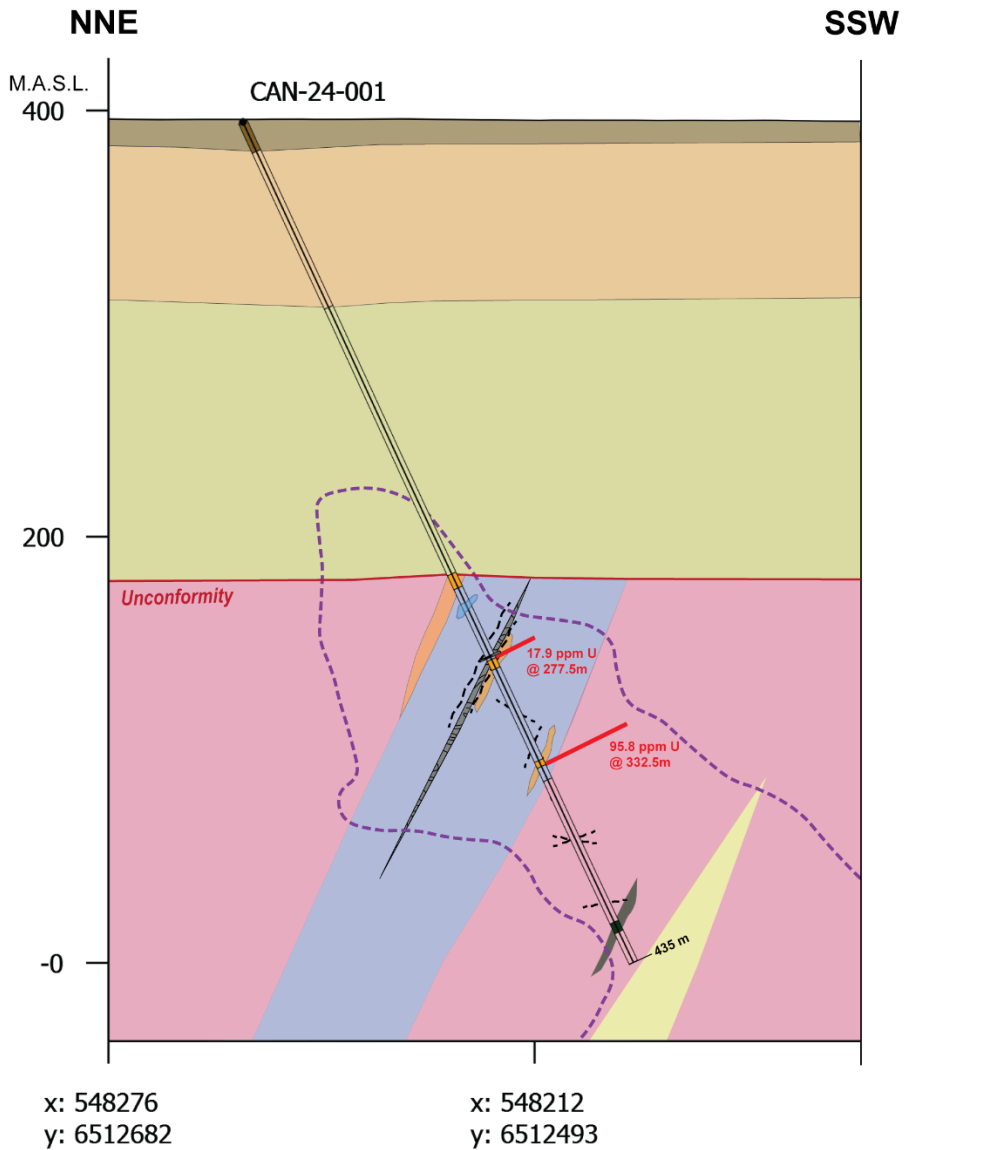 NNE
SSW
M.A.S.L.
CAN-24-001
400
200
Unconformity
17.9 ppm U
@ 277.5m
95.8 ppm U
@ 332.5m
435 m
-0
x: 548276
y: 6512682
x: 548212
y: 6512493